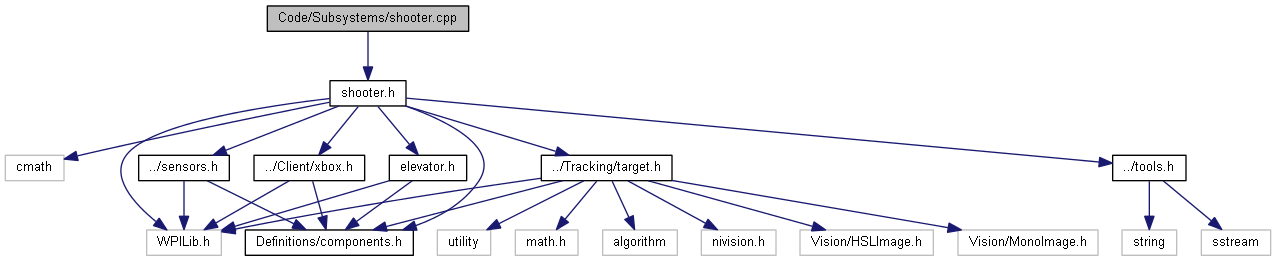 Code/Subsystems/shooter.cpp
shooter.h
cmath
../sensors.h
../Client/xbox.h
elevator.h
../Tracking/target.h
../tools.h
WPILib.h
Definitions/components.h
utility
math.h
algorithm
nivision.h
Vision/HSLImage.h
Vision/MonoImage.h
string
sstream